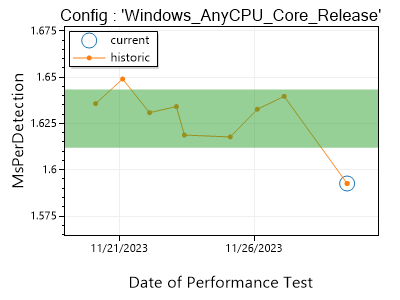 Config : 'Windows_AnyCPU_Core_Release'
1.675
current
historic
1.65
1.625
1.6
1.575
MsPerDetection
11/21/2023
11/26/2023
Date of Performance Test